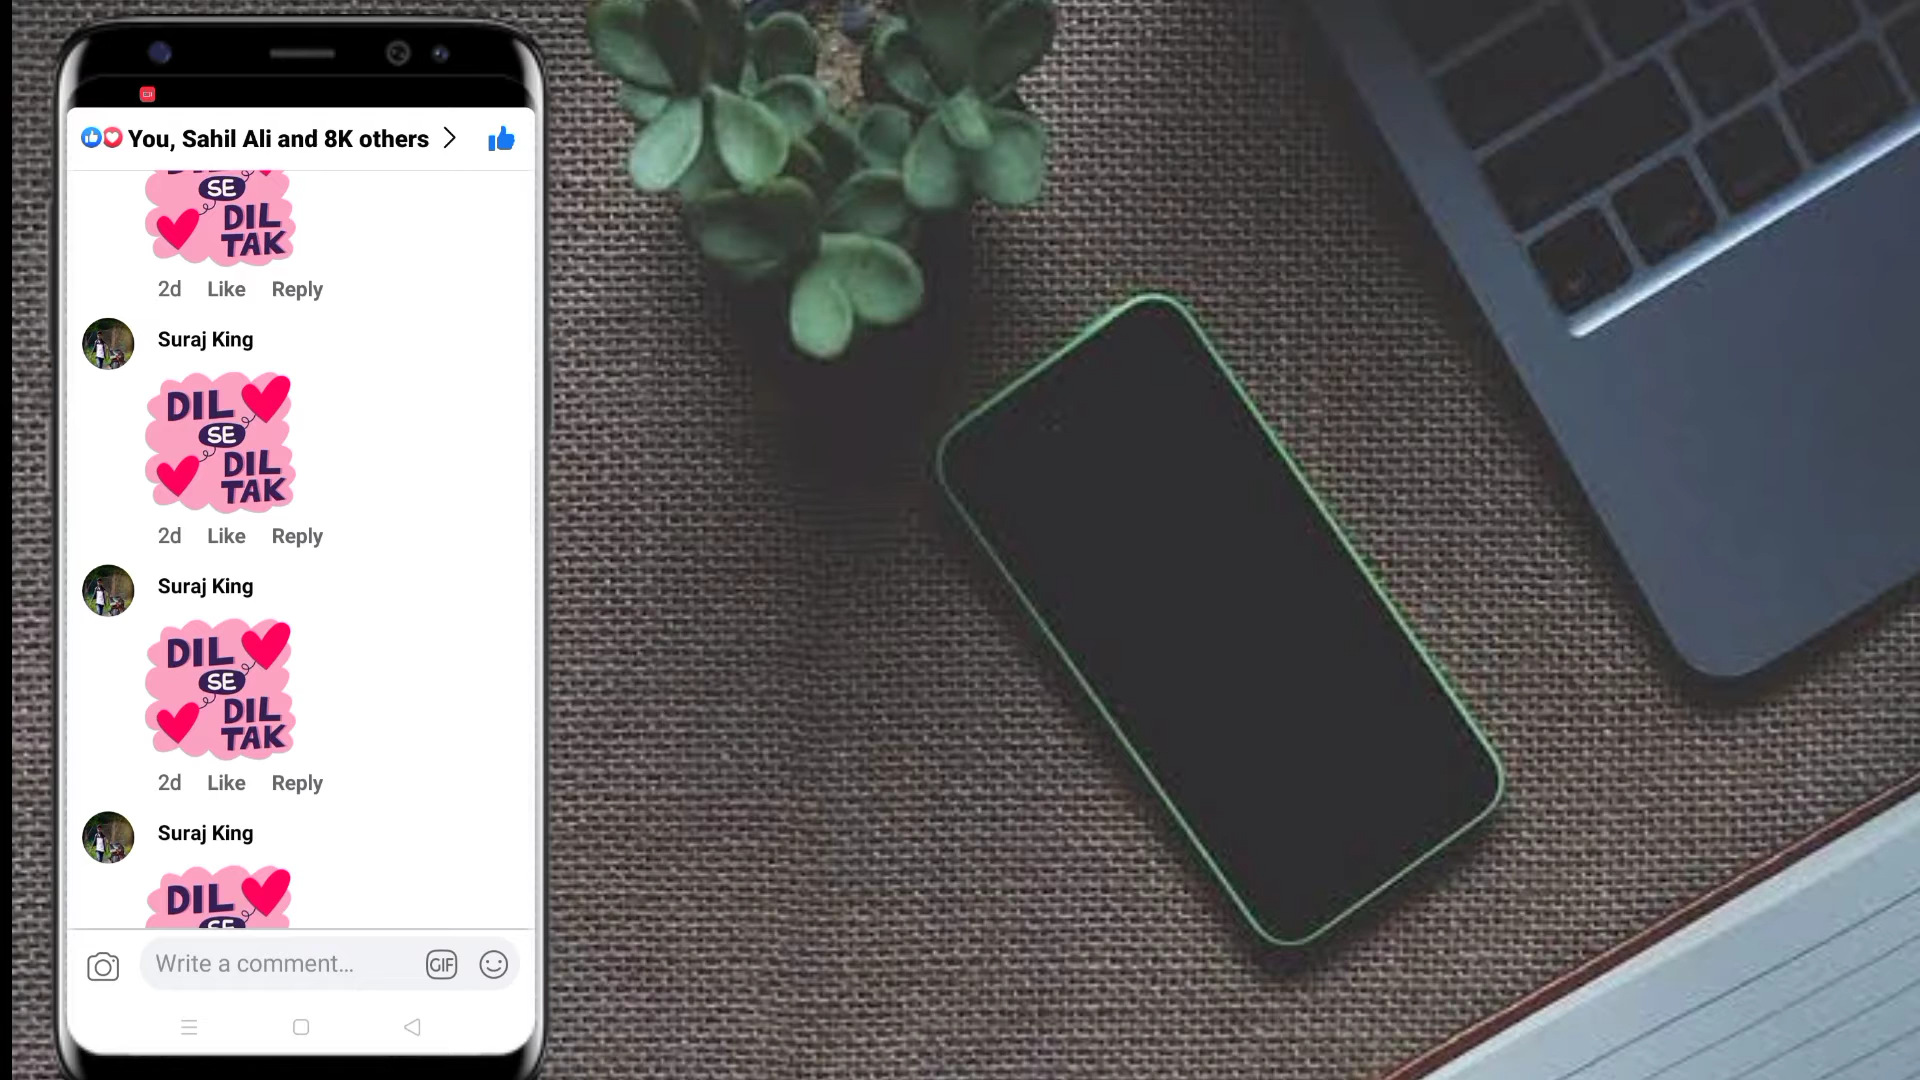 You, Sahil Ali and 8K others
SE
DIL
TAK
2d Like Reply
Suraj King
DIL
SE
DIL
TAK
2d Like Reply
Suraj King
DIL
SE
DIL
TAK
2d Like Reply
Suraj King
DIL
SE
Write a comment...
GIF